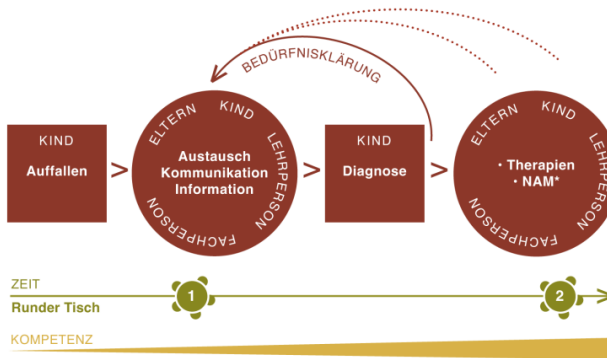 BEDÜRFNISKLÄRUNG
KIND
Auffallen
>
ELTERN KIND LEHRPERSON FACHPERSON
Austausch
Kommunikation
Information
>
KIND
Diagnose
>
ELTERN KIND LEHRPERSON FACHPERSON
· Therapien
· NAM*
ZEIT
1
2
Runder Tisch
KOMPETENZ